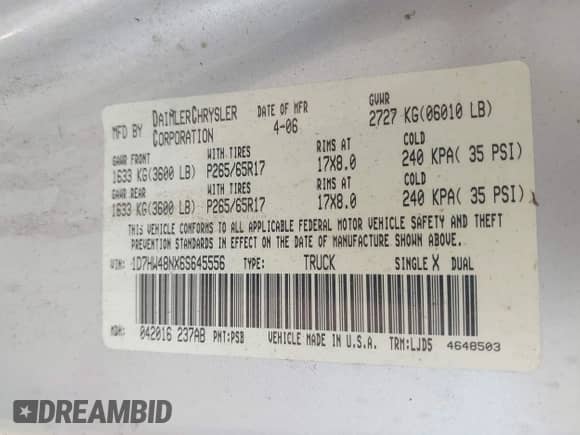 MFD BY DAIMLERCHRYSLER CORPORATION DATE OF MFR 4-06 GVWR 2727 KG(06010 LB)
GAWR FRONT WITH TIRES RIMS AT COLD
1633 KG(3600 LB) P265/65R17 17X8.0 240 KPA( 35 PSI)
GAWR REAR WITH TIRES RIMS AT COLD
1633 KG(3600 LB) P265/65R17 17X8.0 240 KPA( 35 PSI)
THIS VEHICLE CONFORMS TO ALL APPLICABLE FEDERAL MOTOR VEHICLE SAFETY AND THEFT
PREVENTION STANDARDS IN EFFECT ON THE DATE OF MANUFACTURE SHOWN ABOVE.
VIN: 1D7HW48NX6S645556 TYPE: TRUCK SINGLE X DUAL
MDH: 042016 237AB PNT:PSB VEHICLE MADE IN U.S.A. TRM:LJD5 4648503
DREAMBID